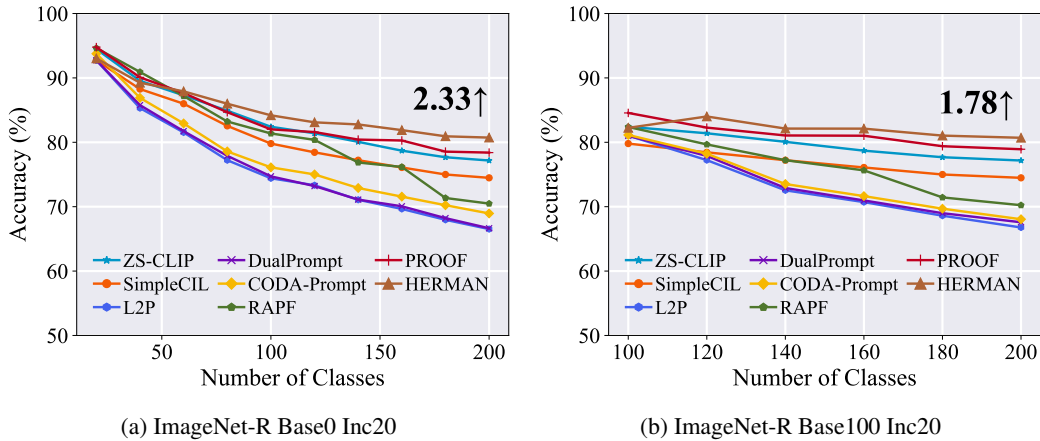 100
90
80
70
60
50
Accuracy (%)
2.33↑
ZS-CLIP DualPrompt PROOF
SimpleCIL CODA-Prompt HERMAN
L2P RAPF
50 100 150 200
Number of Classes
(a) ImageNet-R Base0 Inc20
100
90
80
70
60
50
Accuracy (%)
1.78↑
ZS-CLIP DualPrompt PROOF
SimpleCIL CODA-Prompt HERMAN
L2P RAPF
100 120 140 160 180 200
Number of Classes
(b) ImageNet-R Base100 Inc20